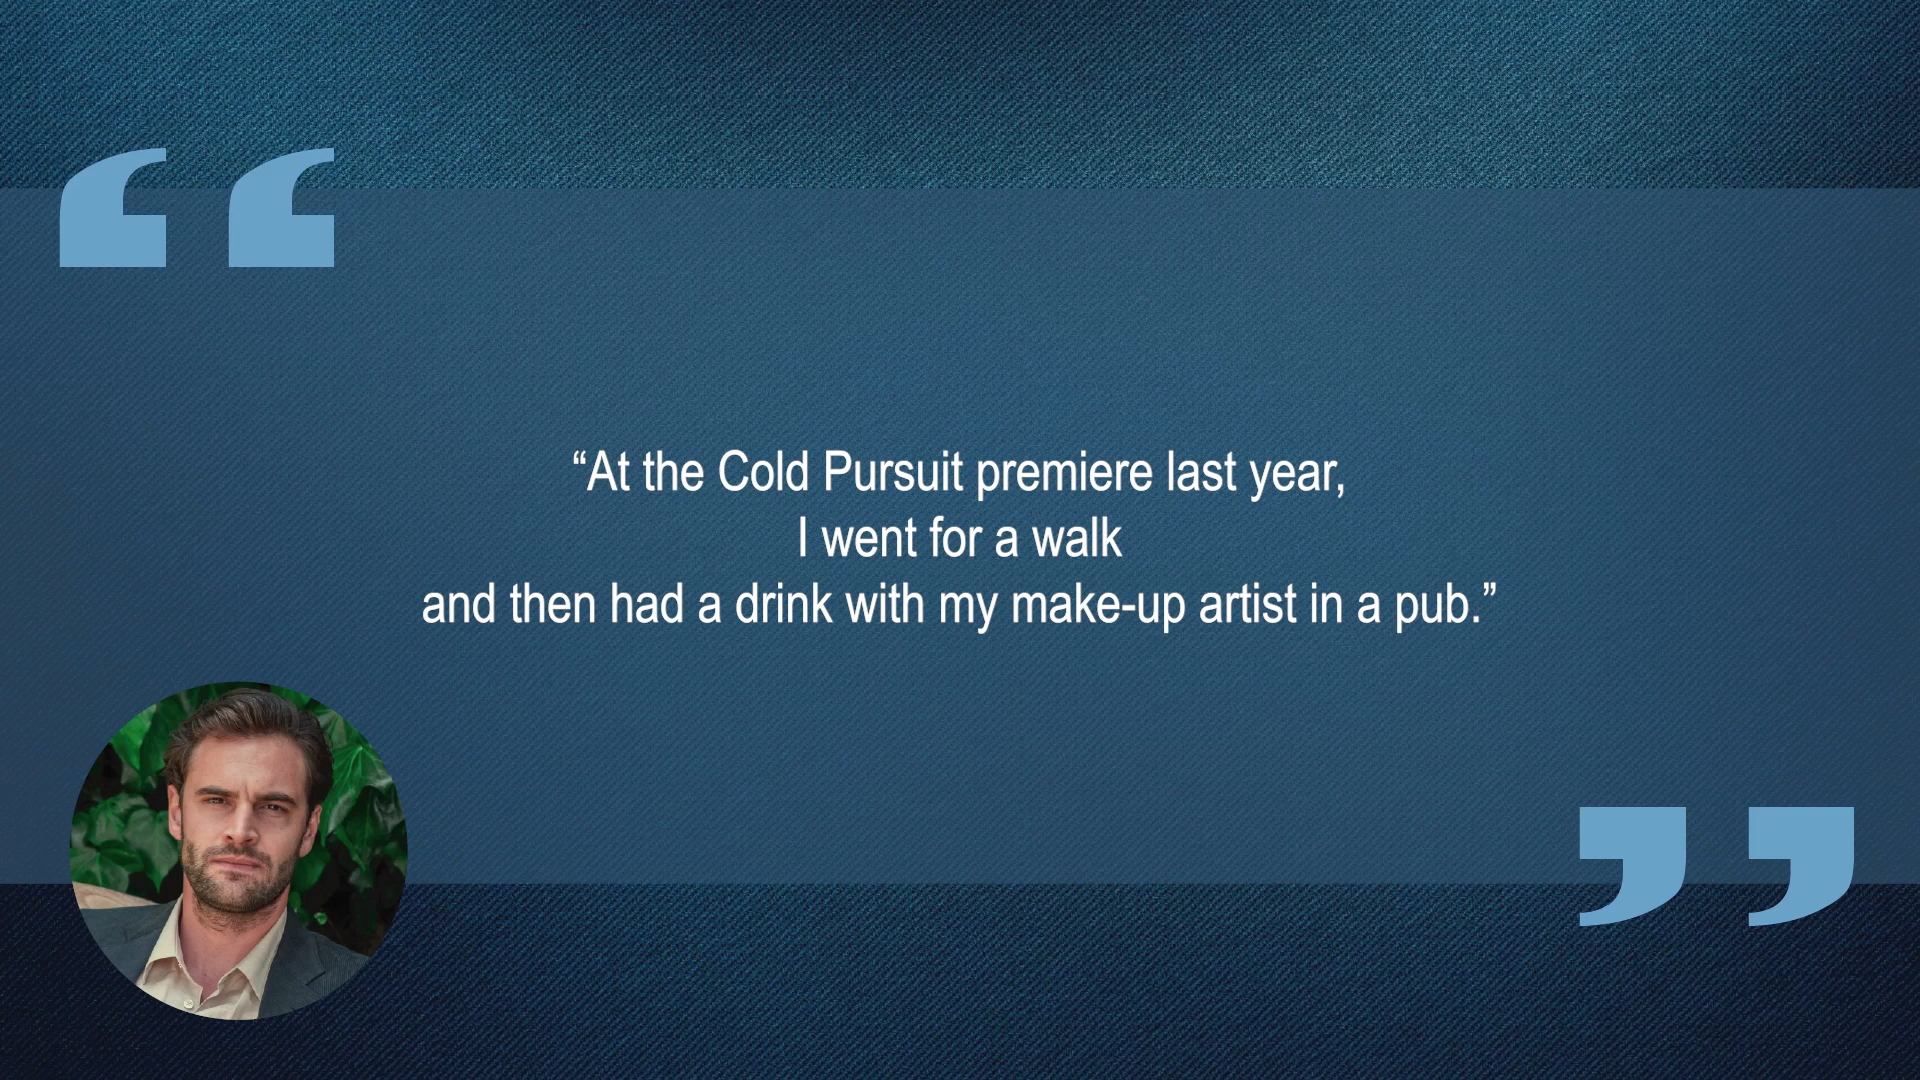 “At the Cold Pursuit premiere last year,
I went for a walk
and then had a drink with my make-up artist in a pub.”